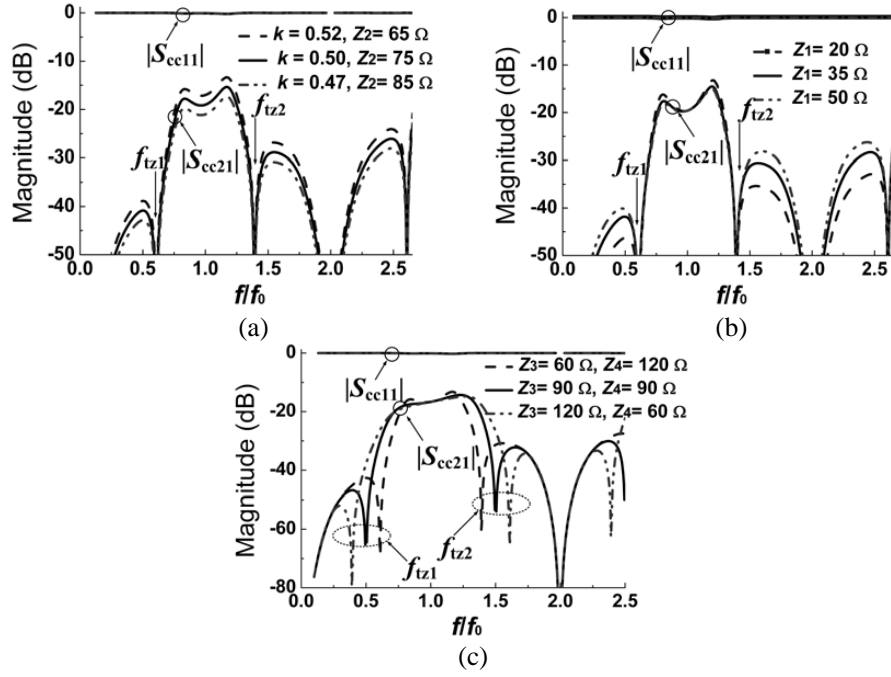 0
-10
-20
-30
-40
-50
Magnitude (dB)
|Scc11|
k = 0.52, Z2= 65 Ω
k = 0.50, Z2= 75 Ω
k = 0.47, Z2= 85 Ω
ftz2
ftz1
|Scc21|
0.0 0.5 1.0 1.5 2.0 2.5
f/f0
(a)
0
-10
-20
-30
-40
-50
Magnitude (dB)
|Scc11|
Z1= 20 Ω
Z1= 35 Ω
Z1= 50 Ω
ftz2
ftz1
|Scc21|
0.0 0.5 1.0 1.5 2.0 2.5
f/f0
(b)
0
-20
-40
-60
-80
Magnitude (dB)
|Scc11|
Z3= 60 Ω, Z4= 120 Ω
Z3= 90 Ω, Z4= 90 Ω
Z3= 120 Ω, Z4= 60 Ω
|Scc21|
ftz2
ftz1
0.0 0.5 1.0 1.5 2.0 2.5
f/f0
(c)